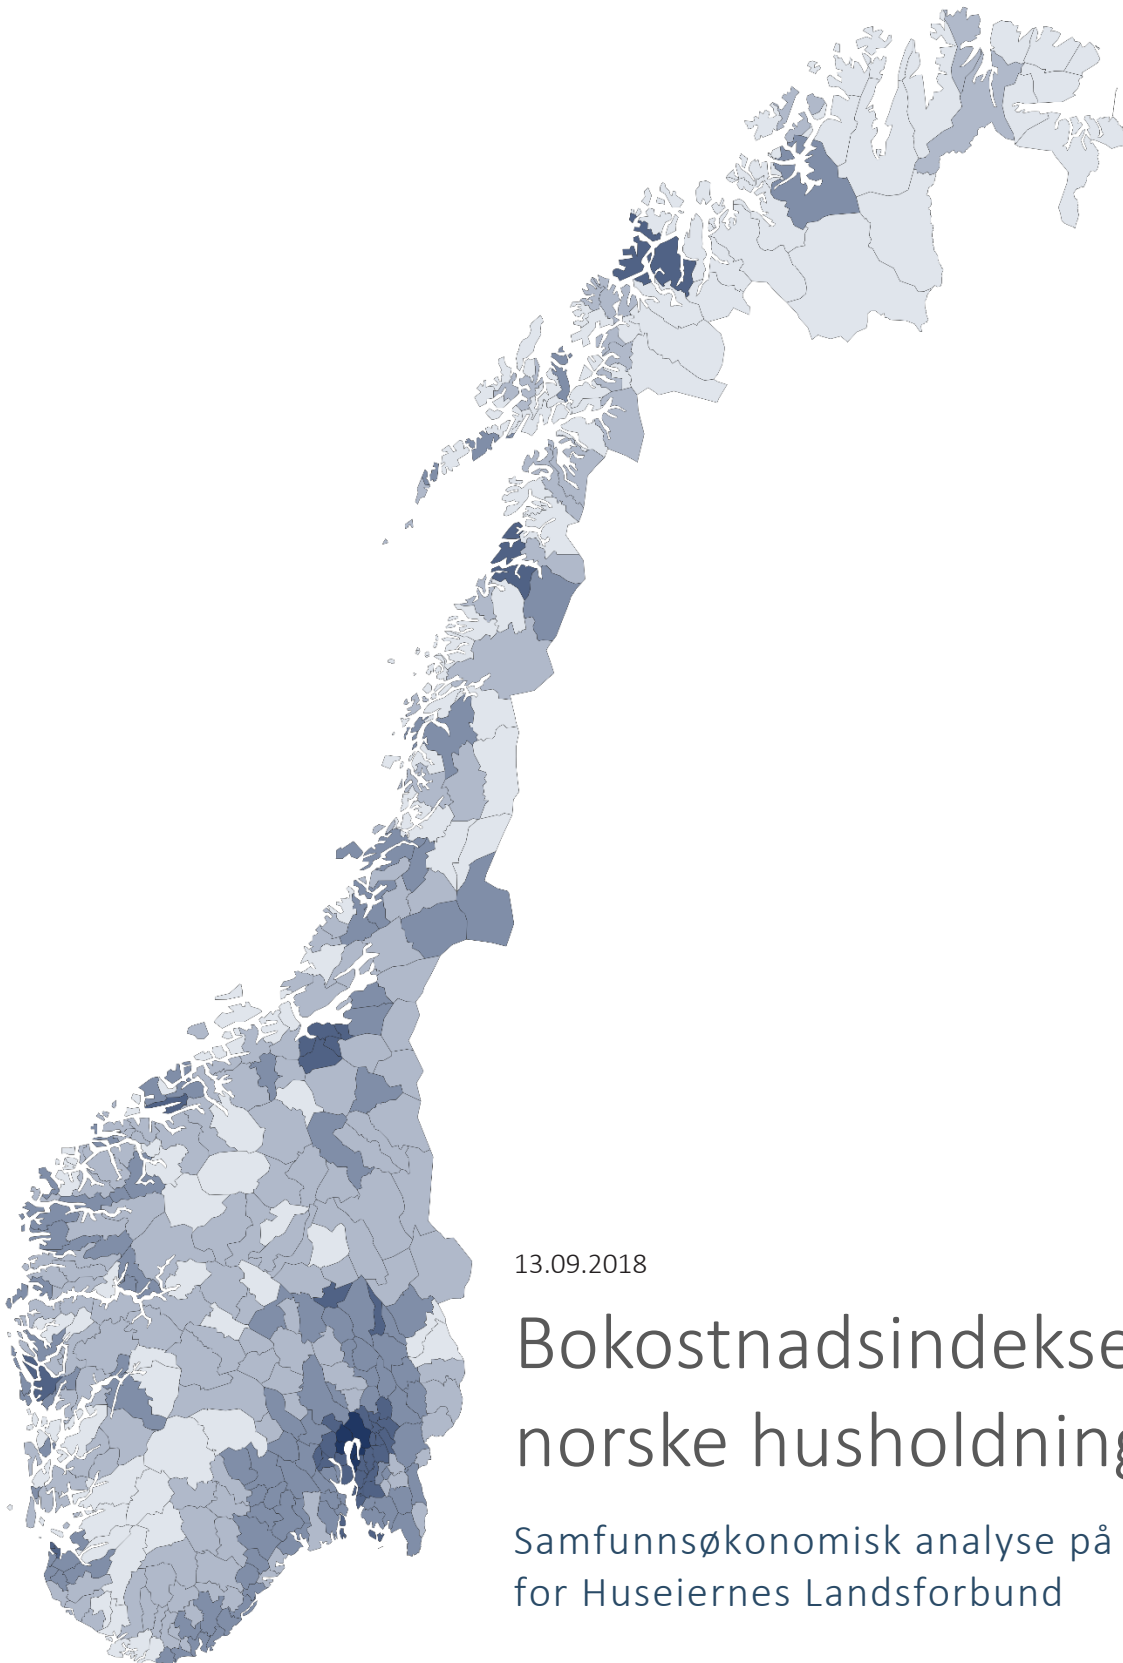 13.09.2018
Bokostnadsindekse
norske husholdning
Samfunnsøkonomisk analyse på
for Huseiernes Landsforbund